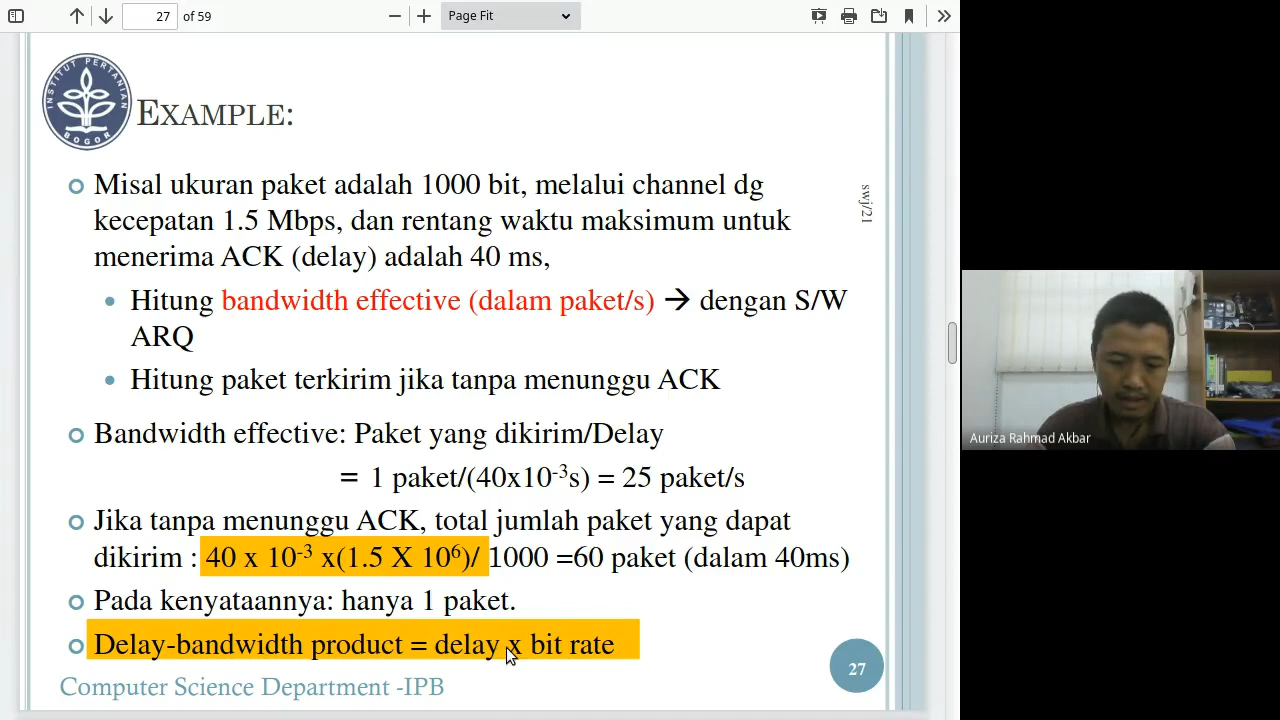 27 of 59
Page Fit
INSTITUT PERTANIAN
BOGOR
EXAMPLE:
swj/21
Misal ukuran paket adalah 1000 bit, melalui channel dg
kecepatan 1.5 Mbps, dan rentang waktu maksimum untuk
menerima ACK (delay) adalah 40 ms,
Hitung bandwidth effective (dalam paket/s) → dengan S/W
ARQ
Hitung paket terkirim jika tanpa menunggu ACK
Bandwidth effective: Paket yang dikirim/Delay
= 1 paket/(40x10⁻³s) = 25 paket/s
Jika tanpa menunggu ACK, total jumlah paket yang dapat
dikirim : 40 x 10⁻³ x(1.5 X 10⁶)/ 1000 =60 paket (dalam 40ms)
Pada kenyataannya: hanya 1 paket.
Delay-bandwidth product = delay x bit rate
27
Computer Science Department -IPB
Auriza Rahmad Akbar